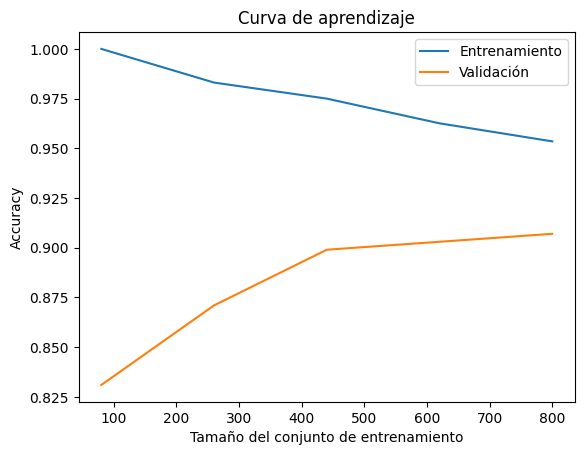 Curva de aprendizaje
Entrenamiento
Validación
1.000
0.975
0.950
0.925
0.900
0.875
0.850
0.825
Accuracy
100 200 300 400 500 600 700 800
Tamaño del conjunto de entrenamiento